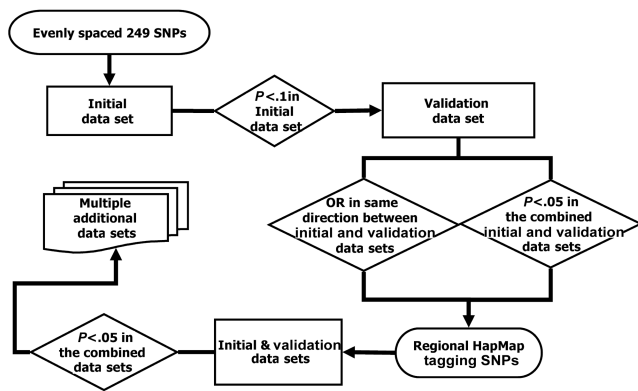 Evenly spaced 249 SNPs
Initial
data set
P<.1in
Initial
data set
Validation
data set
OR in same
direction between
initial and validation
data sets
P<.05 in
the combined
initial and validation
data sets
Regional HapMap
tagging SNPs
Initial & validation
data sets
P<.05 in
the combined
data sets
Multiple
additional
data sets